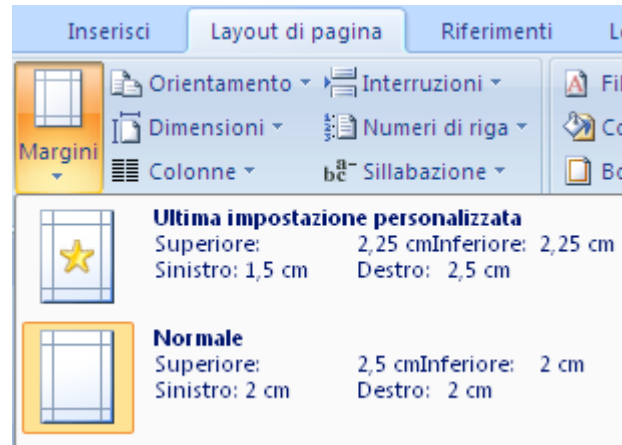 Inserisci Layout di pagina Riferimenti
Margini
Orientamento Interruzioni
Dimensioni Numeri di riga
Colonne Sillabazione
Ultima impostazione personalizzata
Superiore: 2,25 cmInferiore: 2,25 cm
Sinistro: 1,5 cm Destro: 2,5 cm
Normale
Superiore: 2,5 cmInferiore: 2 cm
Sinistro: 2 cm Destro: 2 cm